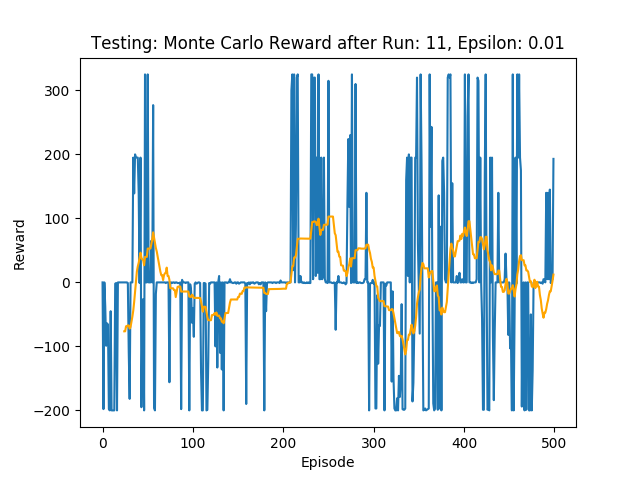 Testing: Monte Carlo Reward after Run: 11, Epsilon: 0.01
300
200
100
0
−100
−200
Reward
0 100 200 300 400 500
Episode